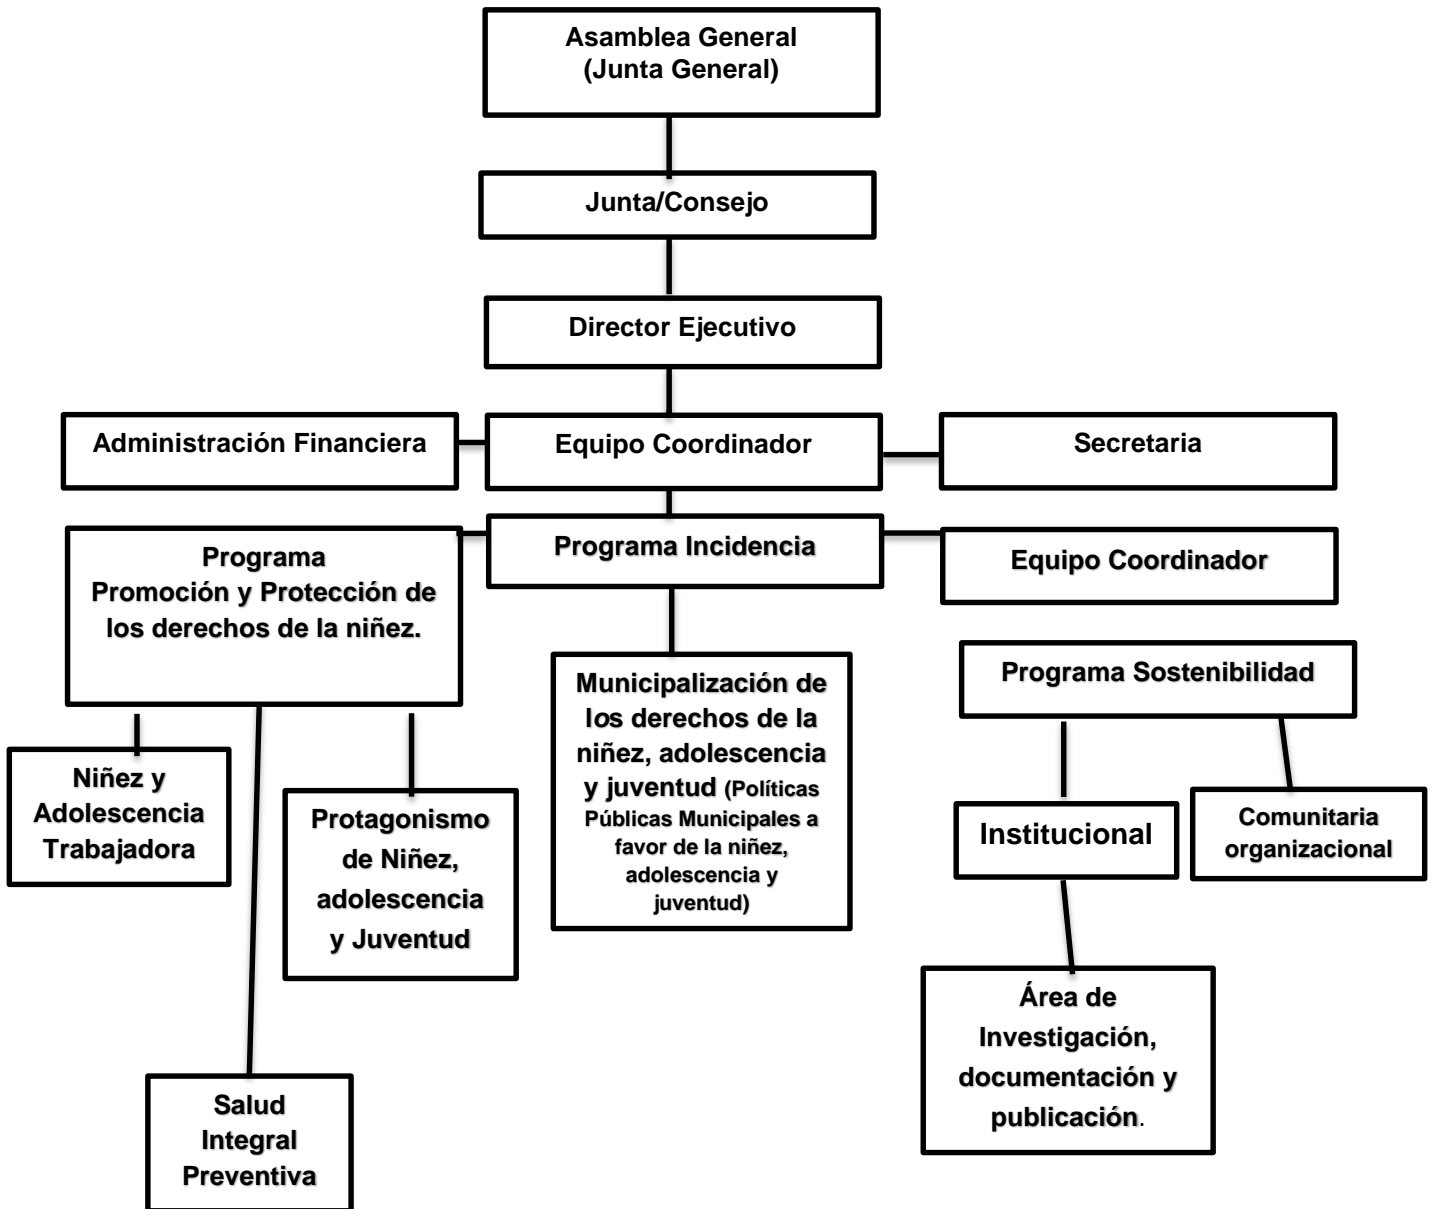 Asamblea General
(Junta General)
Junta/Consejo
Director Ejecutivo
Administración Financiera
Equipo Coordinador
Secretaria
Programa
Promoción y Protección de
los derechos de la niñez.
Programa Incidencia
Equipo Coordinador
Programa Sostenibilidad
Niñez y
Adolescencia
Trabajadora
Protagonismo
de Niñez,
adolescencia
y Juventud
Municipalización de
los derechos de la
niñez, adolescencia
y juventud (Políticas
Públicas Municipales a
favor de la niñez,
adolescencia y
juventud)
Institucional
Comunitaria
organizacional
Salud
Integral
Preventiva
Área de
Investigación,
documentación y
publicación.